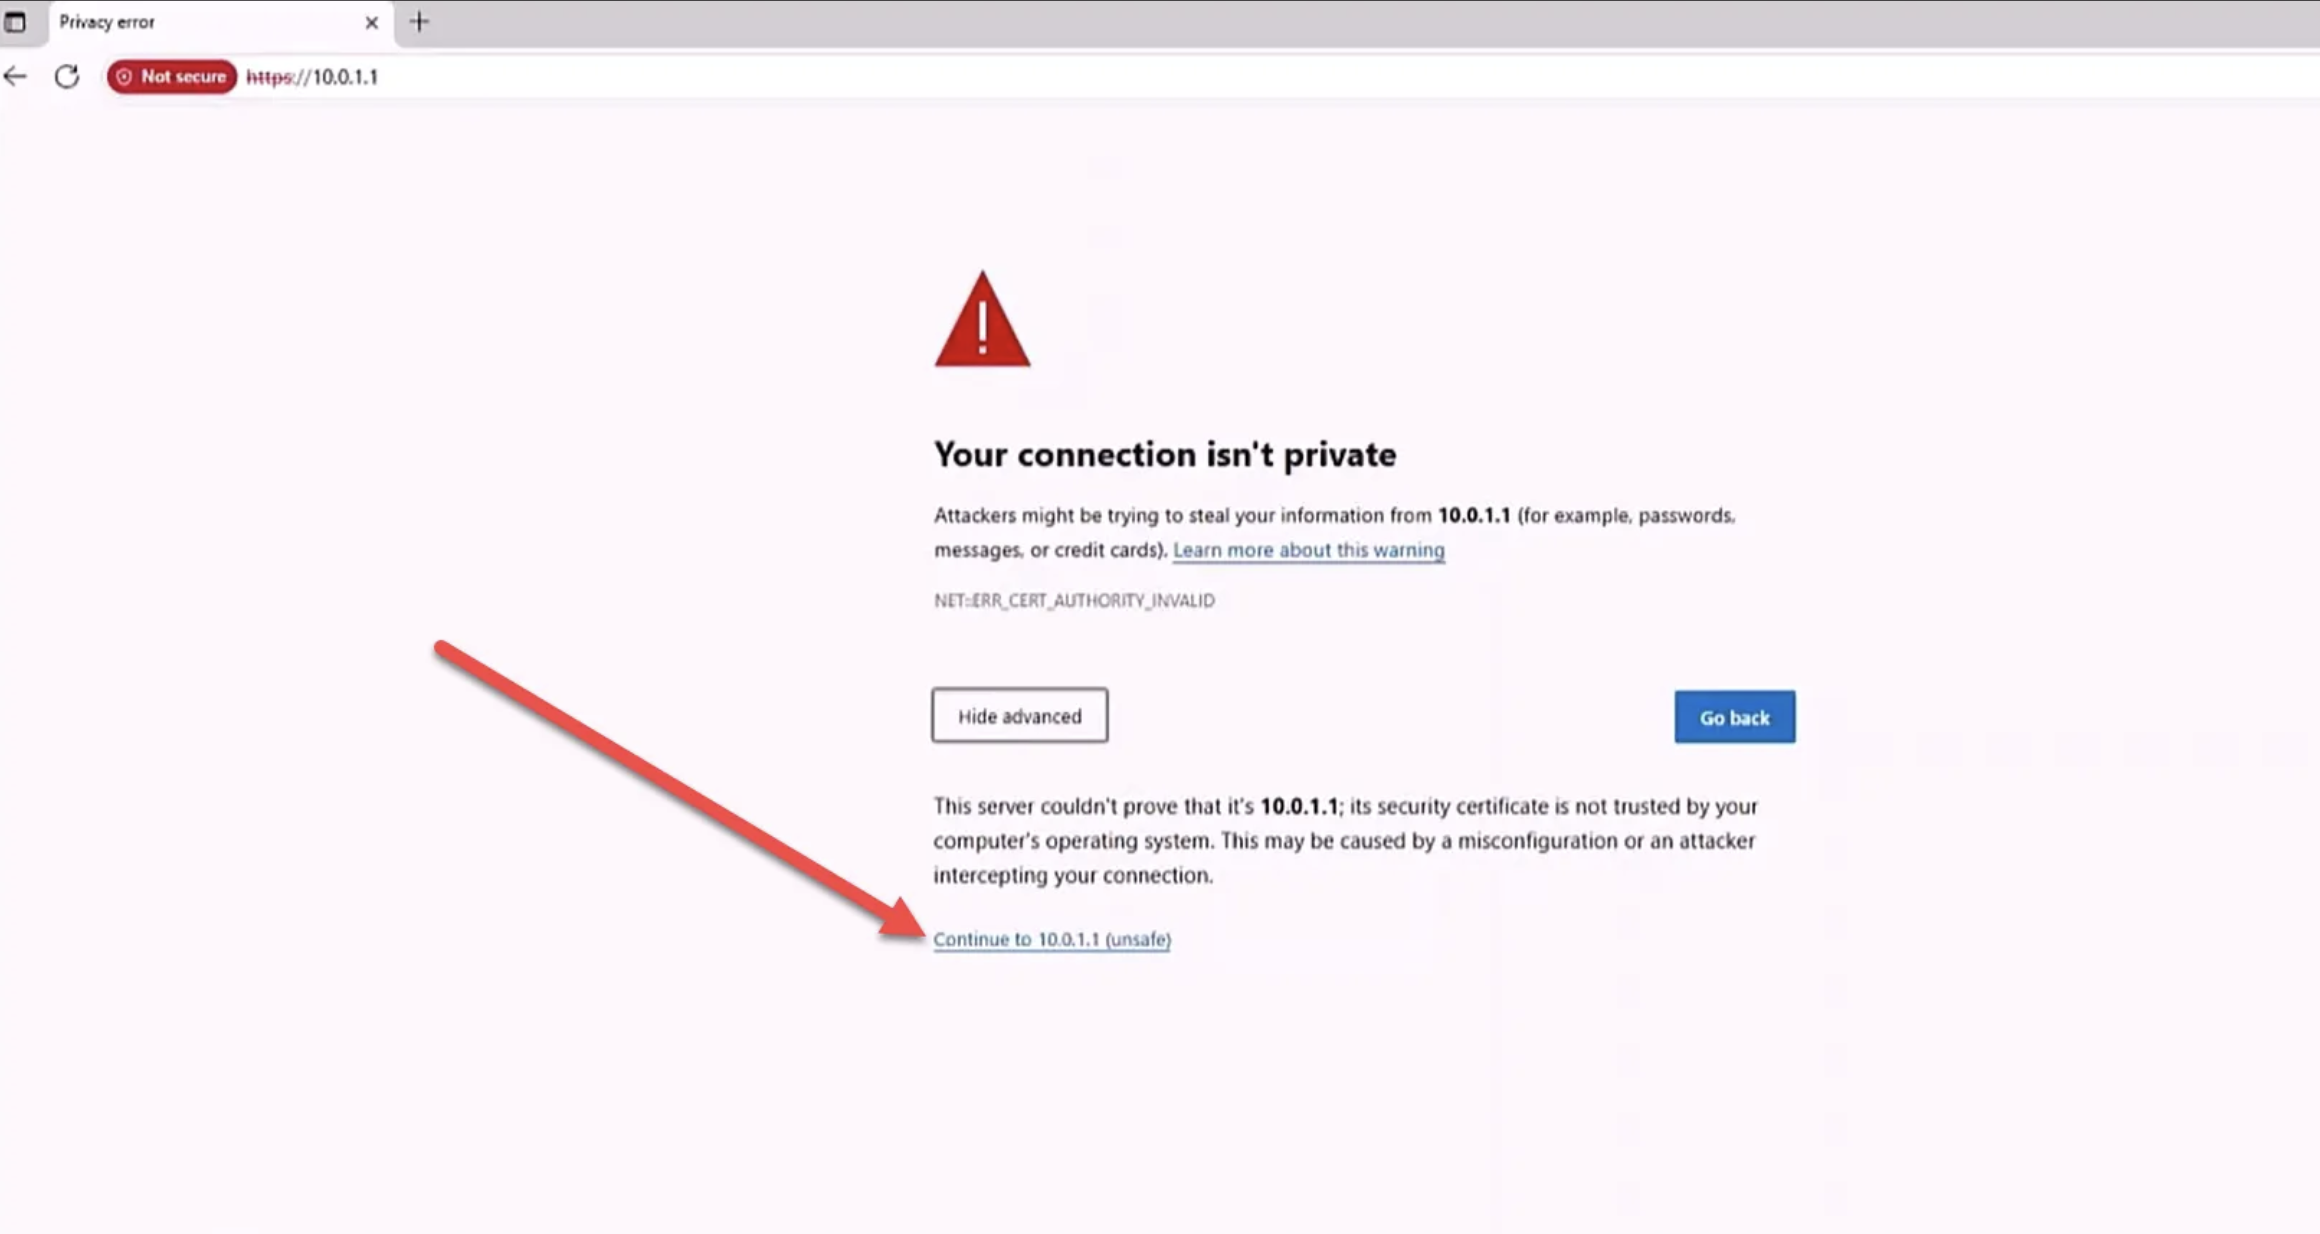 Privacy error
Not secure https://10.0.1.1
!
Your connection isn't private
Attackers might be trying to steal your information from 10.0.1.1 (for example, passwords,
messages, or credit cards). Learn more about this warning
NET::ERR_CERT_AUTHORITY_INVALID
Hide advanced
Go back
This server couldn't prove that it's 10.0.1.1; its security certificate is not trusted by your
computer's operating system. This may be caused by a misconfiguration or an attacker
intercepting your connection.
Continue to 10.0.1.1 (unsafe)